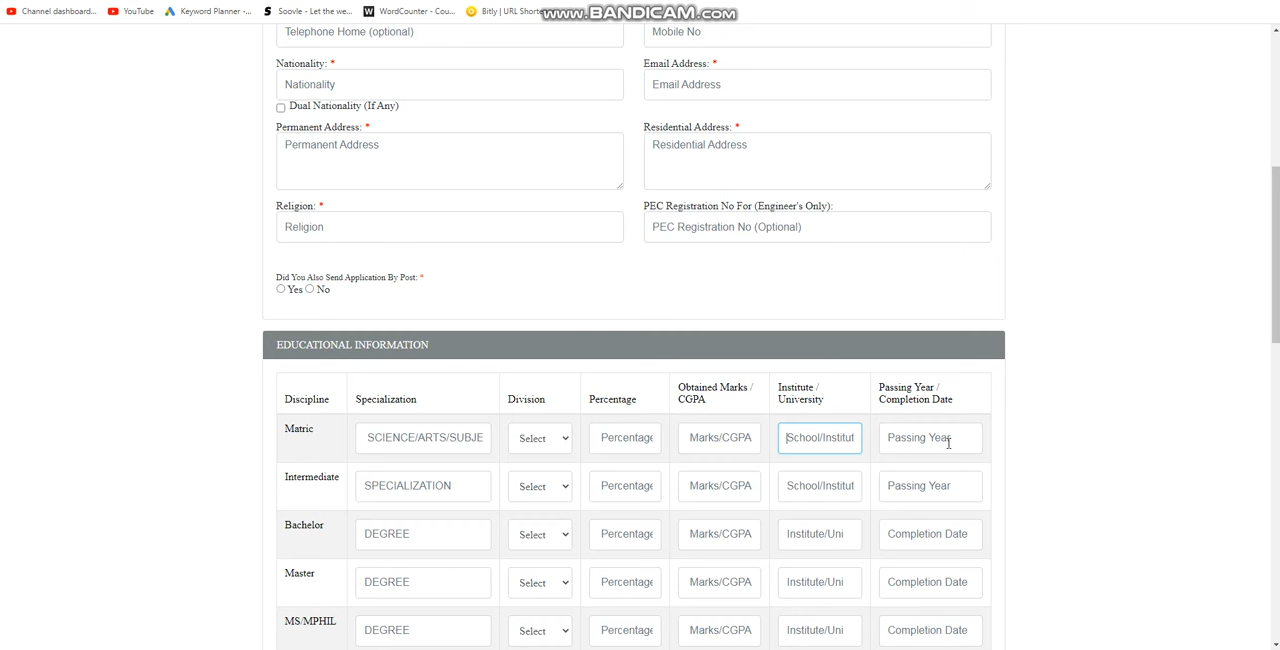 Channel dashboard... YouTube Keyword Planner -... Soovle - Let the we... WordCounter - Cou... Bitly | URL Shorte
www.BANDICAM.com
Telephone Home (optional) Mobile No
Nationality: * Email Address: *
Nationality Email Address
Dual Nationality (If Any)
Permanent Address: * Residential Address: *
Permanent Address Residential Address
Religion: * PEC Registration No For (Engineer's Only):
Religion PEC Registration No (Optional)
Did You Also Send Application By Post: *
Yes No
EDUCATIONAL INFORMATION
Discipline Specialization Division Percentage Obtained Marks / CGPA Institute / University Passing Year / Completion Date
Matric SCIENCE/ARTS/SUBJE Select Percentage Marks/CGPA School/Institut Passing Year
Intermediate SPECIALIZATION Select Percentage Marks/CGPA School/Institut Passing Year
Bachelor DEGREE Select Percentage Marks/CGPA Institute/Uni Completion Date
Master DEGREE Select Percentage Marks/CGPA Institute/Uni Completion Date
MS/MPHIL DEGREE Select Percentage Marks/CGPA Institute/Uni Completion Date